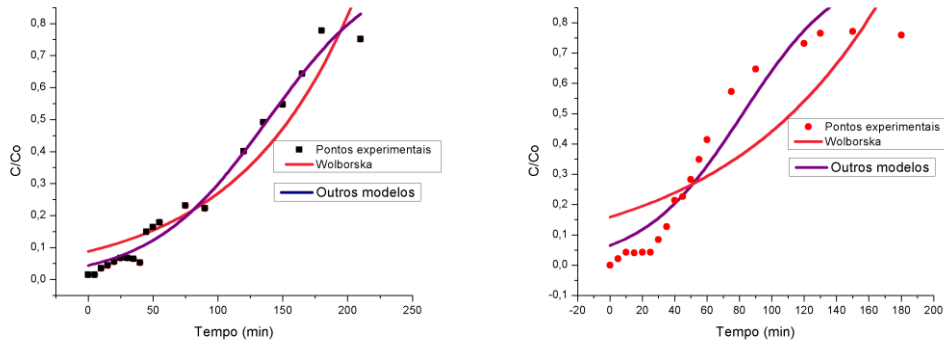 0,8
0,7
0,6
0,5
0,4
0,3
0,2
0,1
0,0
C/Co
Pontos experimentais
Wolborska
Outros modelos
0 50 100 150 200 250
Tempo (min)
0,8
0,7
0,6
0,5
0,4
0,3
0,2
0,1
0,0
-0,1
C/Co
Pontos experimentais
Wolborska
Outros modelos
-20 0 20 40 60 80 100 120 140 160 180 200
Tempo (min)